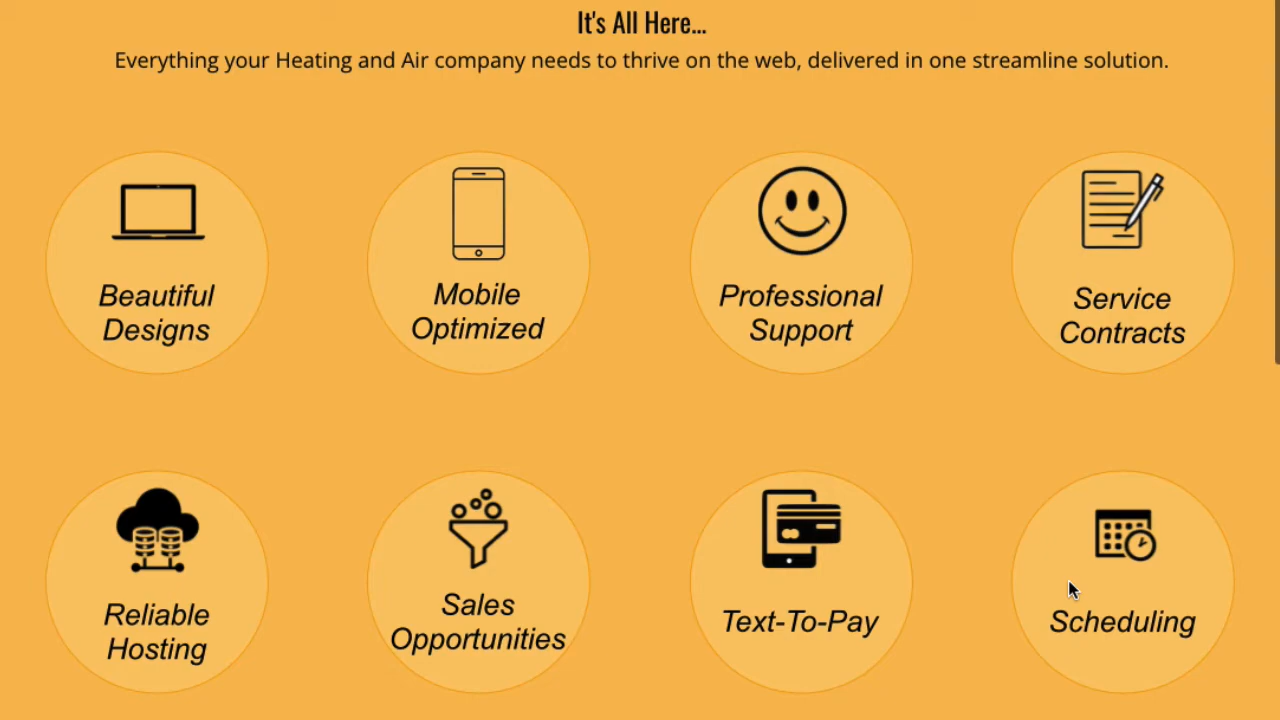 It's All Here...
Everything your Heating and Air company needs to thrive on the web, delivered in one streamline solution.
Beautiful
Designs
Mobile
Optimized
Professional
Support
Service
Contracts
Reliable
Hosting
Sales
Opportunities
Text-To-Pay
Scheduling